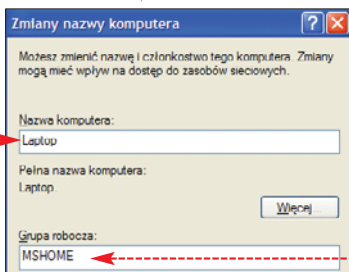 Zmiany nazwy komputera
Możesz zmienić nazwę i członkostwo tego komputera. Zmiany
mogą mieć wpływ na dostęp do zasobów sieciowych.
Nazwa komputera:
Laptop
Pełna nazwa komputera:
Laptop.
Więcej...
Grupa robocza:
MSHOME